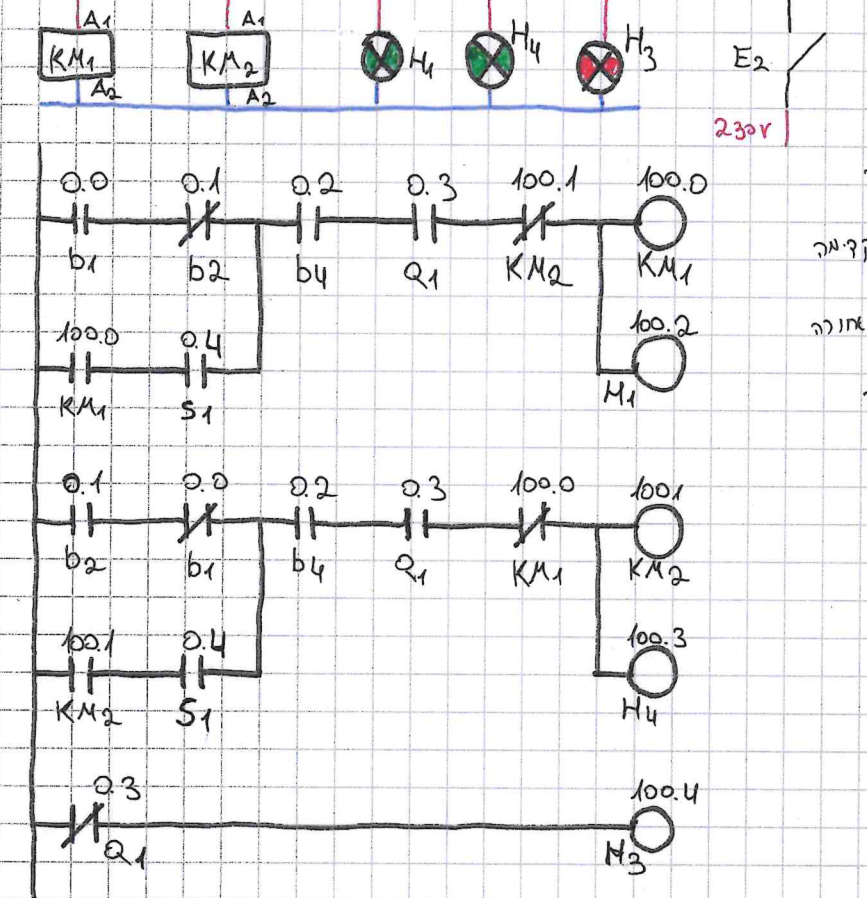 A1 A1
KM1 KM2 H1 H4 H3 E2
A2 A2
230V
0.0 0.1 0.2 0.3 100.1 100.0
b1 b2 b4 Q1 KM2 KM1
קדימה
100.0 0.4 100.2
אחורה
KM1 S1 H1
0.1 0.0 0.2 0.3 100.0 100.1
b2 b1 b4 Q1 KM1 KM2
100.1 0.4 100.3
KM2 S1 H4
0.3 100.4
Q1 H3